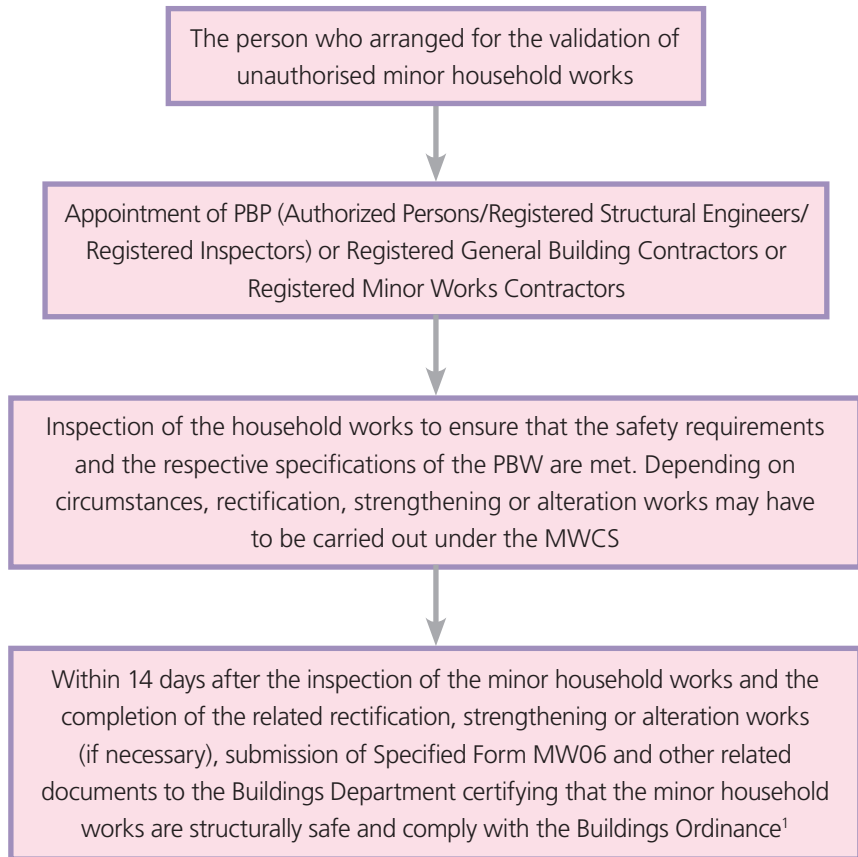 The person who arranged for the validation of
unauthorised minor household works
Appointment of PBP (Authorized Persons/Registered Structural Engineers/
Registered Inspectors) or Registered General Building Contractors or
Registered Minor Works Contractors
Inspection of the household works to ensure that the safety requirements
and the respective specifications of the PBW are met. Depending on
circumstances, rectification, strengthening or alteration works may have
to be carried out under the MWCS
Within 14 days after the inspection of the minor household works and the
completion of the related rectification, strengthening or alteration works
(if necessary), submission of Specified Form MW06 and other related
documents to the Buildings Department certifying that the minor household
works are structurally safe and comply with the Buildings Ordinance¹